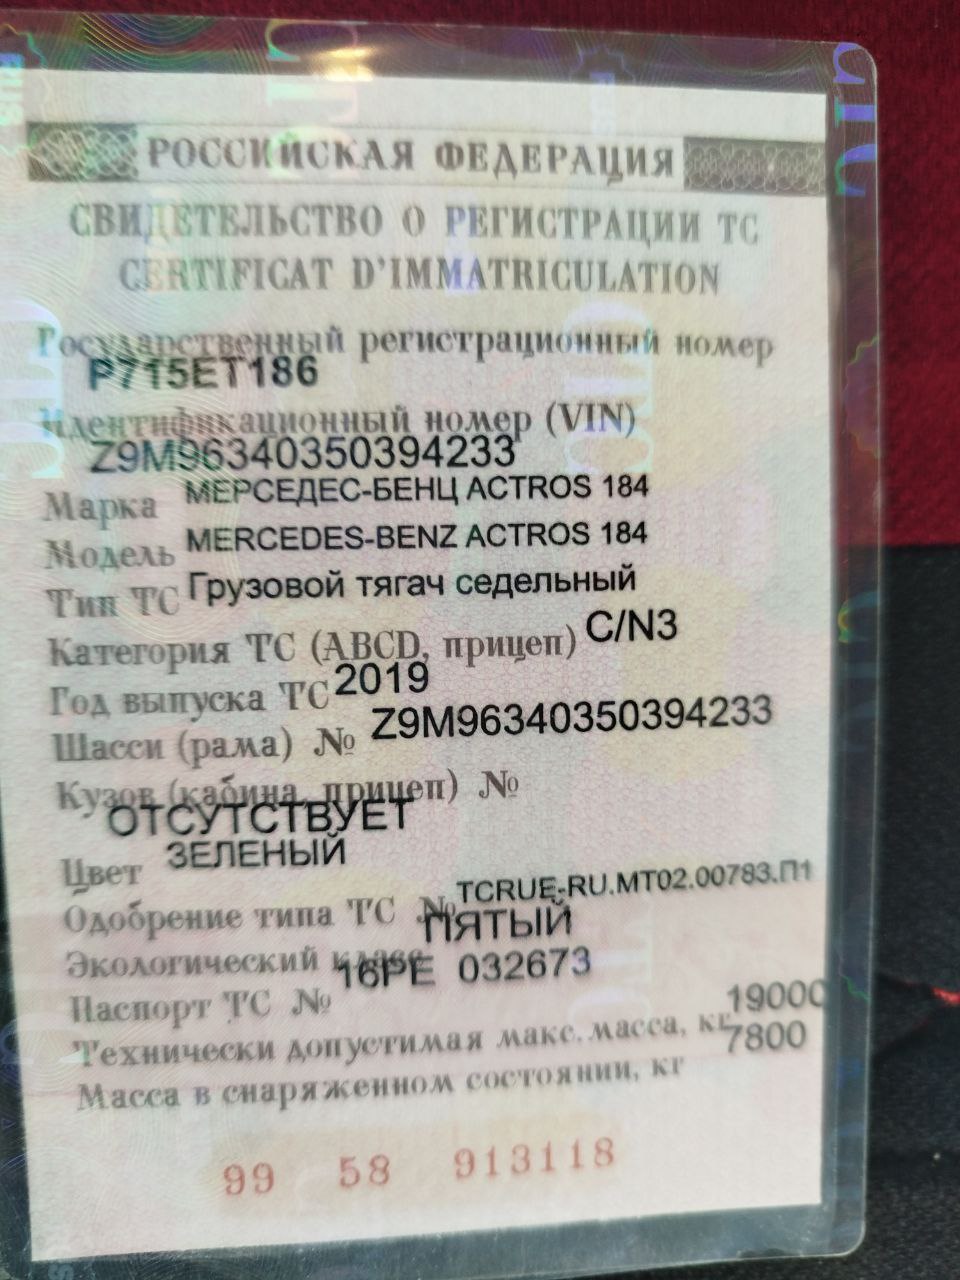 РОССИЙСКАЯ ФЕДЕРАЦИЯ
СВИДЕТЕЛЬСТВО О РЕГИСТРАЦИИ ТС
CERTIFICAT D'IMMATRICULATION
Государственный регистрационный номер
Р715ЕТ186
Идентификационный номер (VIN)
Z9M96340350394233
Марка МЕРСЕДЕС-БЕНЦ ACTROS 184
Модель MERCEDES-BENZ ACTROS 184
Тип ТС Грузовой тягач седельный
Категория ТС (ABCD, прицеп) C/N3
Год выпуска ТС 2019
Шасси (рама) № Z9M96340350394233
Кузов (кабина, прицеп) №
ОТСУТСТВУЕТ
Цвет ЗЕЛЕНЫЙ
Одобрение типа ТС № TCRUE-RU.MT02.00783.П1
Экологический класс ПЯТЫЙ
Паспорт ТС № 16РЕ 032673
Технически допустимая макс. масса, кг 19000
Масса в снаряженном состоянии, кг 7800
99 58 913118